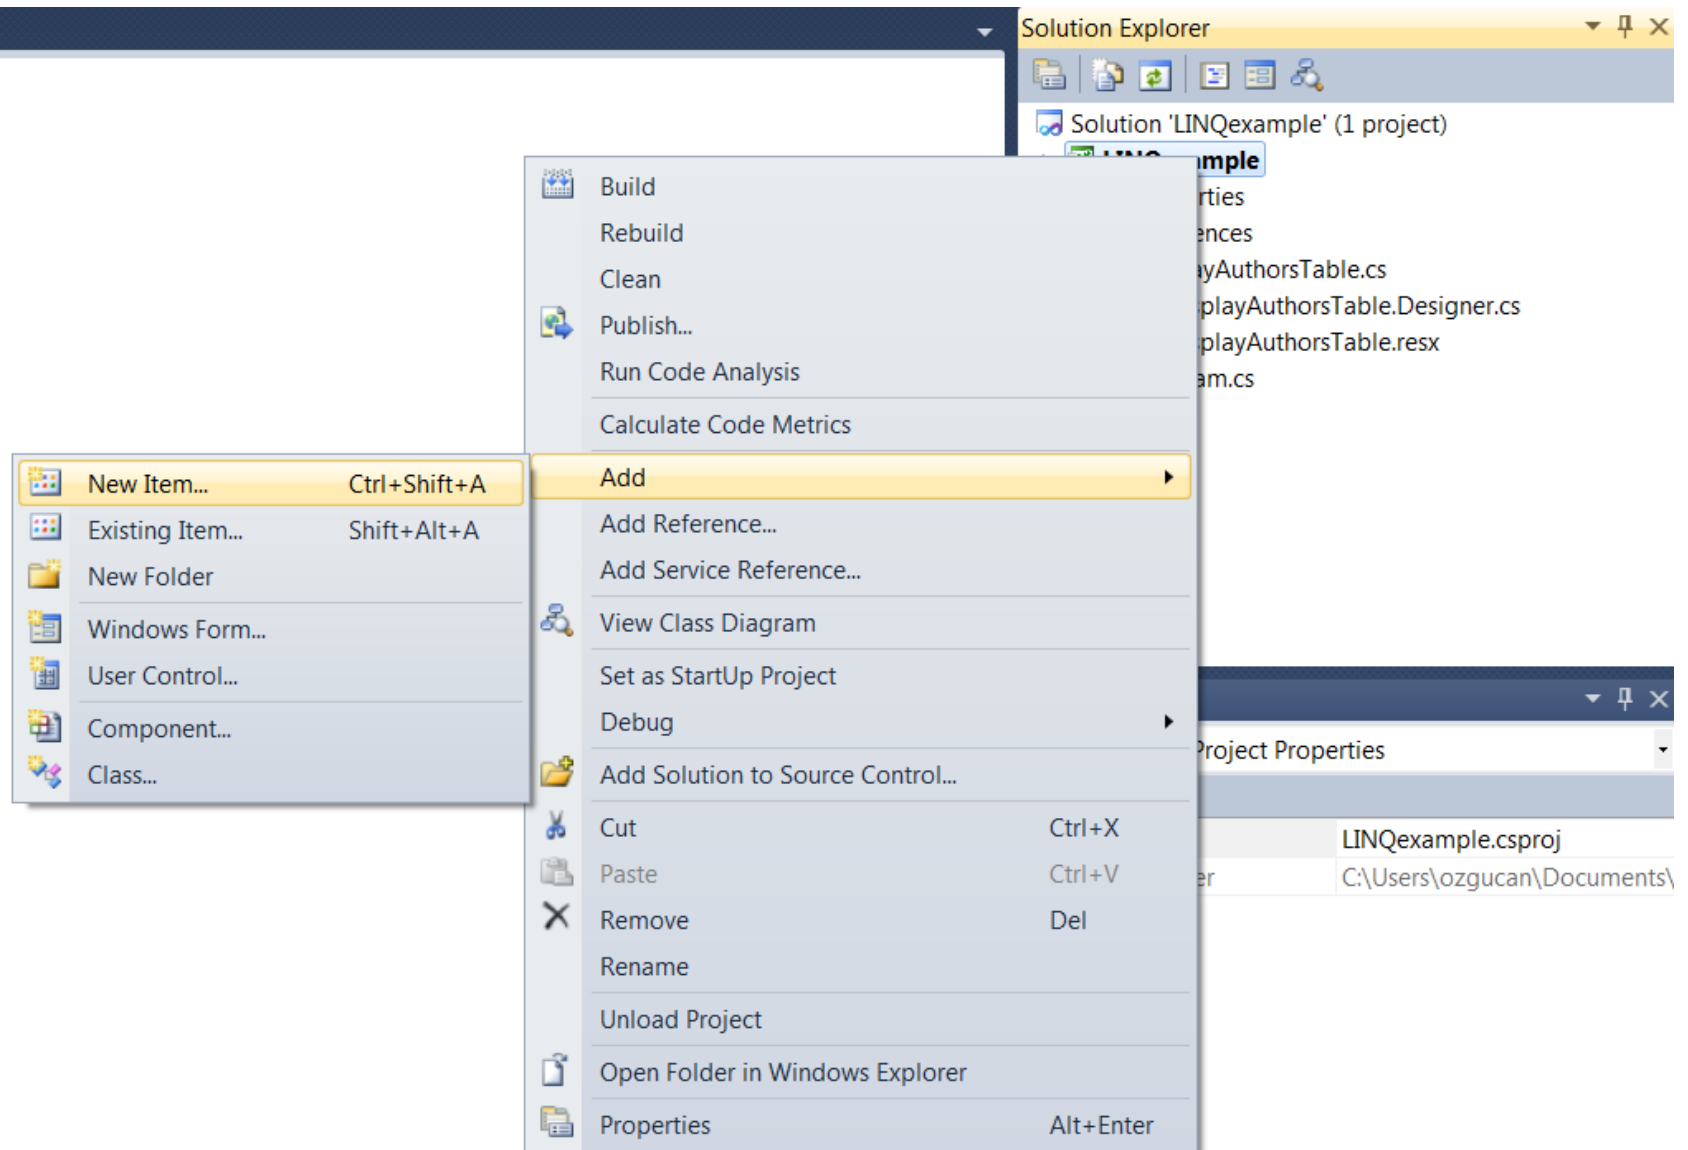 Solution Explorer
Solution 'LINQexample' (1 project)
Build
Rebuild
Clean
Publish...
Run Code Analysis
Calculate Code Metrics
Add
Add Reference...
Add Service Reference...
View Class Diagram
Set as StartUp Project
Debug
Add Solution to Source Control...
Cut Ctrl+X
Paste Ctrl+V
Remove Del
Rename
Unload Project
Open Folder in Windows Explorer
Properties Alt+Enter
New Item... Ctrl+Shift+A
Existing Item... Shift+Alt+A
New Folder
Windows Form...
User Control...
Component...
Class...
mple
rties
ences
yAuthorsTable.cs
playAuthorsTable.Designer.cs
playAuthorsTable.resx
am.cs
Project Properties
LINQexample.csproj
er C:\Users\ozgucan\Documents\